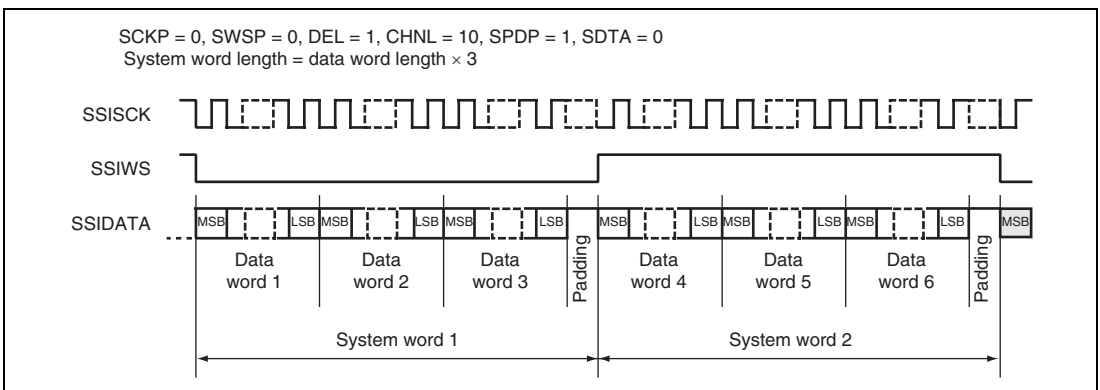 SCKP = 0, SWSP = 0, DEL = 1, CHNL = 10, SPDP = 1, SDTA = 0
System word length = data word length × 3
SSISCK
SSIWS
SSIDATA
MSB LSB MSB LSB MSB LSB MSB LSB MSB LSB MSB LSB MSB
Data word 1
Data word 2
Data word 3
Padding
Data word 4
Data word 5
Data word 6
Padding
System word 1
System word 2